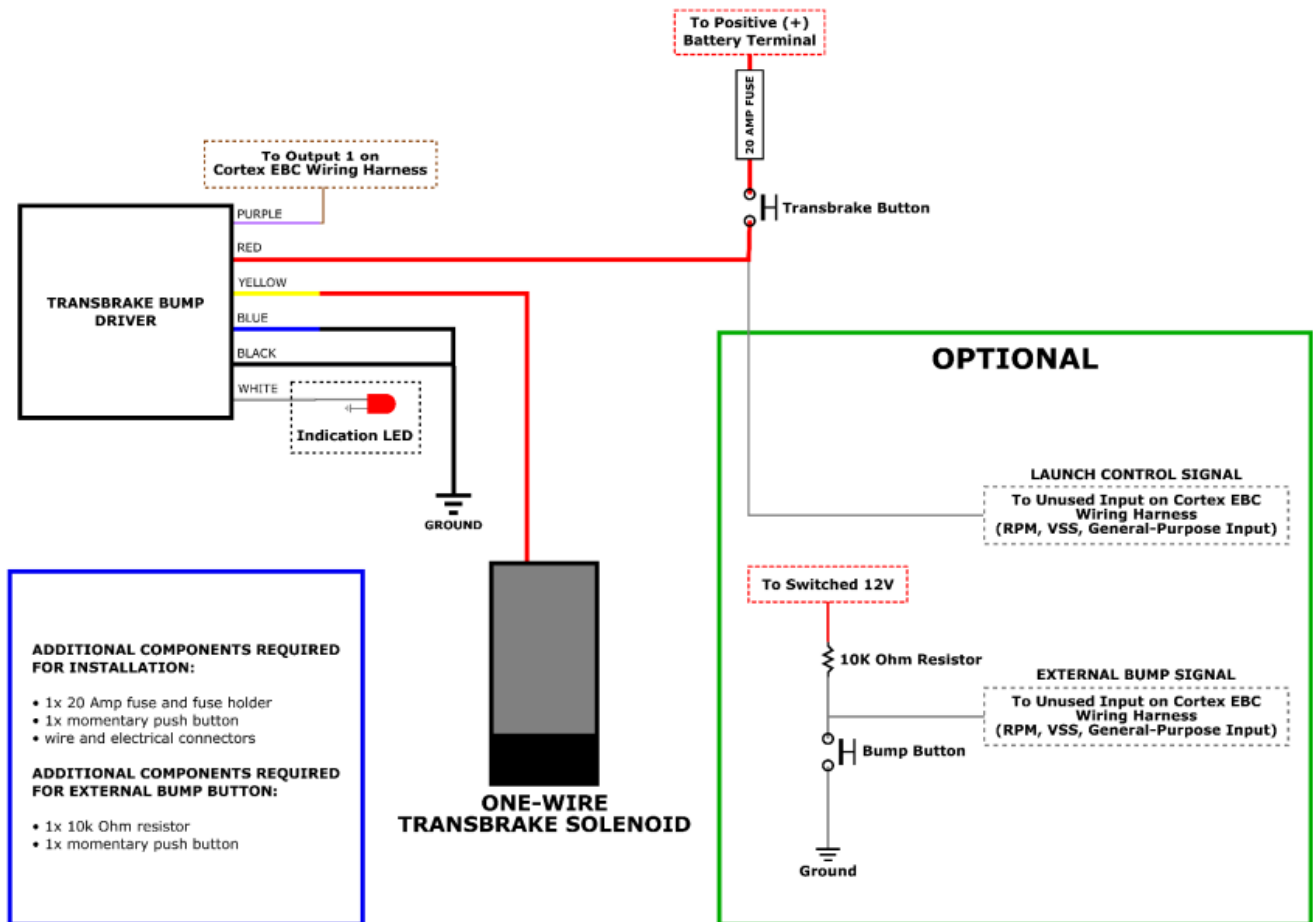 To Positive (+)
Battery Terminal
20 AMP FUSE
To Output 1 on
Cortex EBC Wiring Harness
Transbrake Button
PURPLE
RED
YELLOW
BLUE
BLACK
WHITE
TRANSBRAKE BUMP
DRIVER
Indication LED
GROUND
OPTIONAL
LAUNCH CONTROL SIGNAL
To Unused Input on Cortex EBC
Wiring Harness
(RPM, VSS, General-Purpose Input)
To Switched 12V
10K Ohm Resistor
EXTERNAL BUMP SIGNAL
To Unused Input on Cortex EBC
Wiring Harness
(RPM, VSS, General-Purpose Input)
Bump Button
Ground
ADDITIONAL COMPONENTS REQUIRED
FOR INSTALLATION:
• 1x 20 Amp fuse and fuse holder
• 1x momentary push button
• wire and electrical connectors
ADDITIONAL COMPONENTS REQUIRED
FOR EXTERNAL BUMP BUTTON:
• 1x 10k Ohm resistor
• 1x momentary push button
ONE-WIRE
TRANSBRAKE SOLENOID